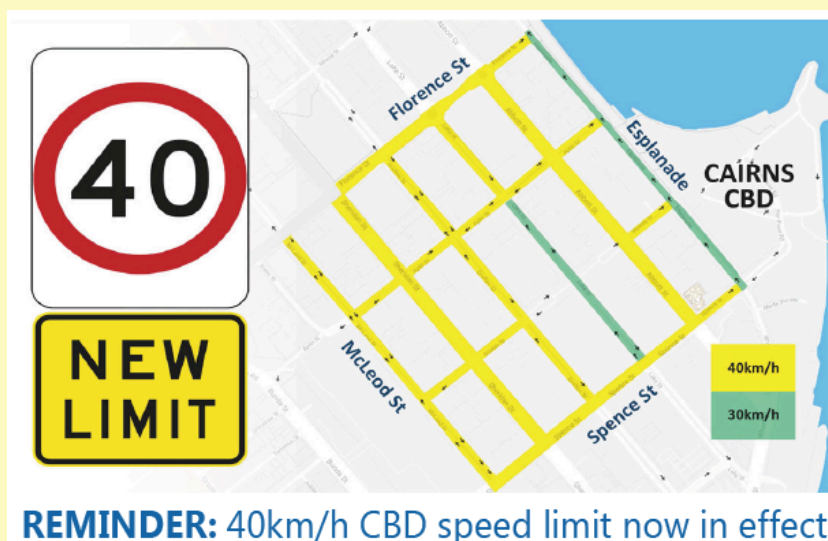 40
NEW
LIMIT
Florence St
Esplanade
CAIRNS
CBD
McLeod St
Spence St
40km/h
30km/h
REMINDER: 40km/h CBD speed limit now in effect